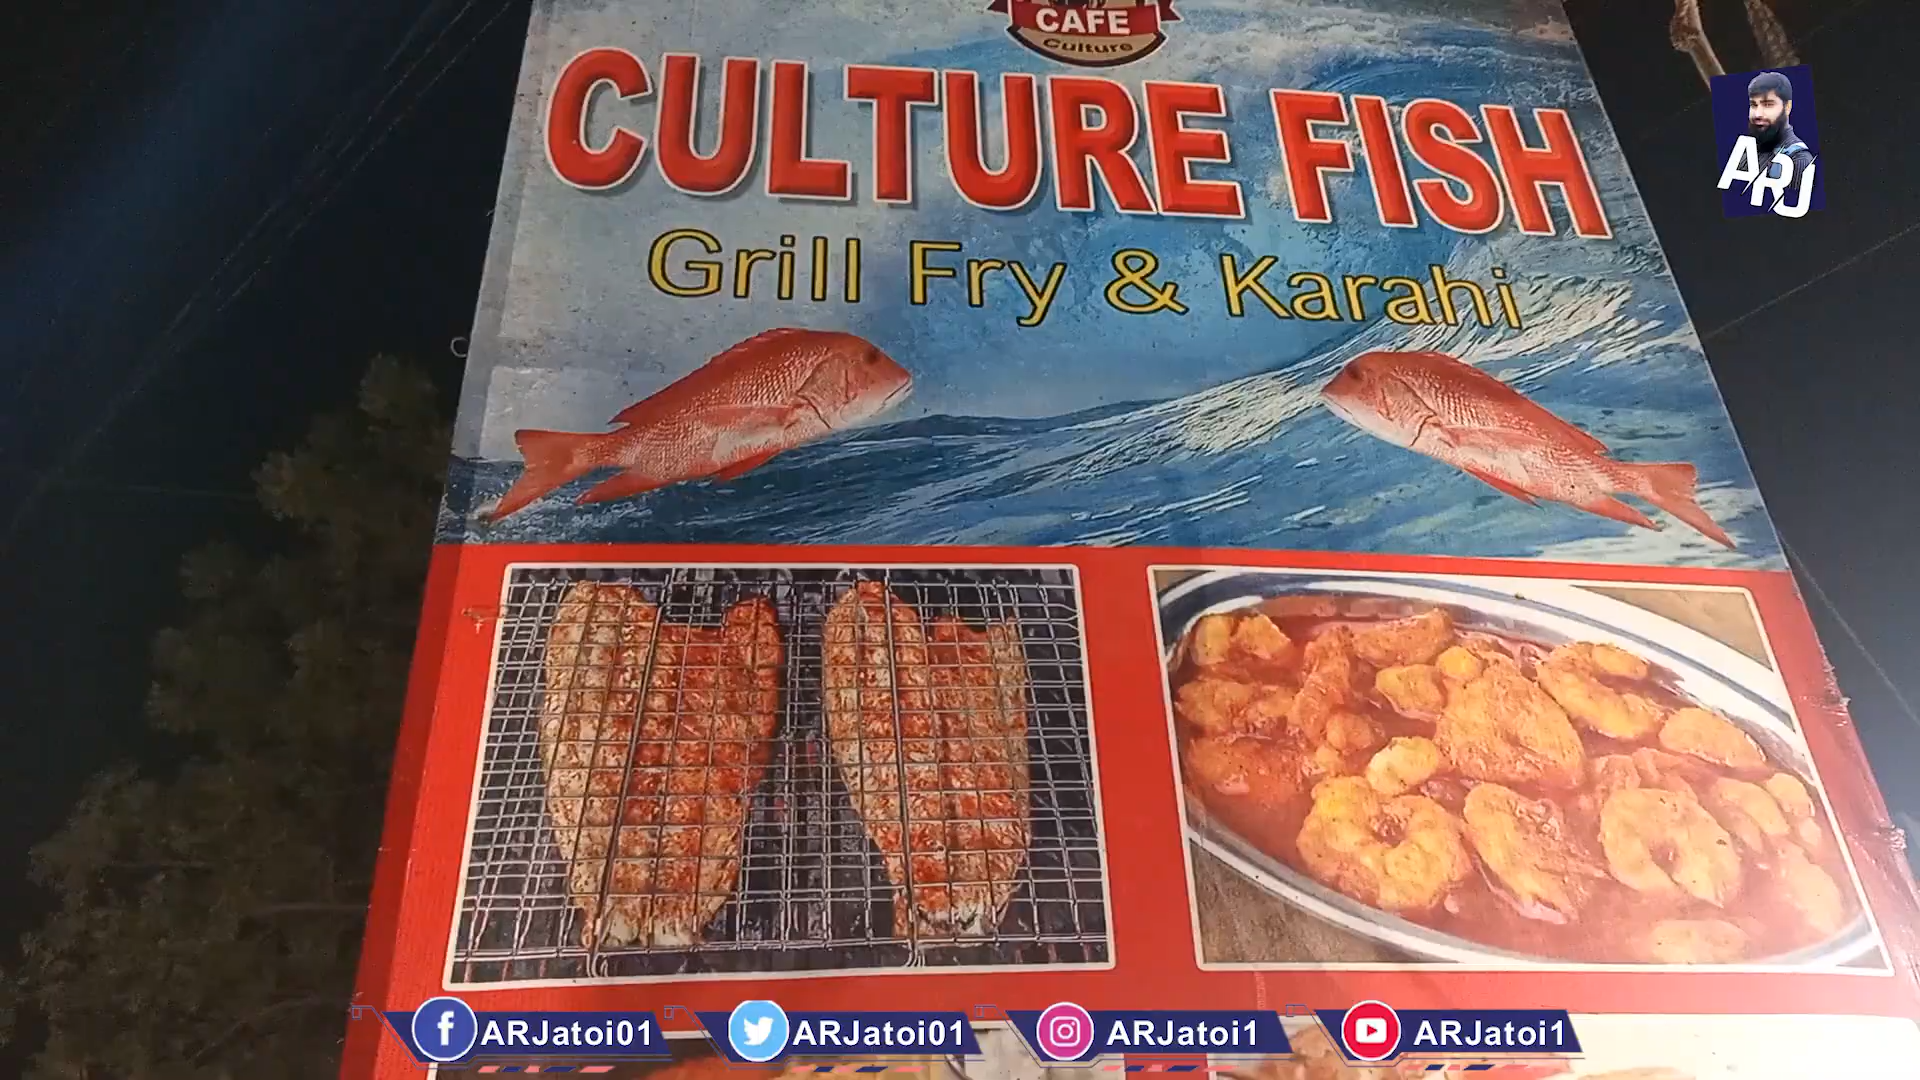 CAFE
Culture
CULTURE FISH
Grill Fry & Karahi
ARJ
ARJatoi01
ARJatoi01
ARJatoi1
ARJatoi1